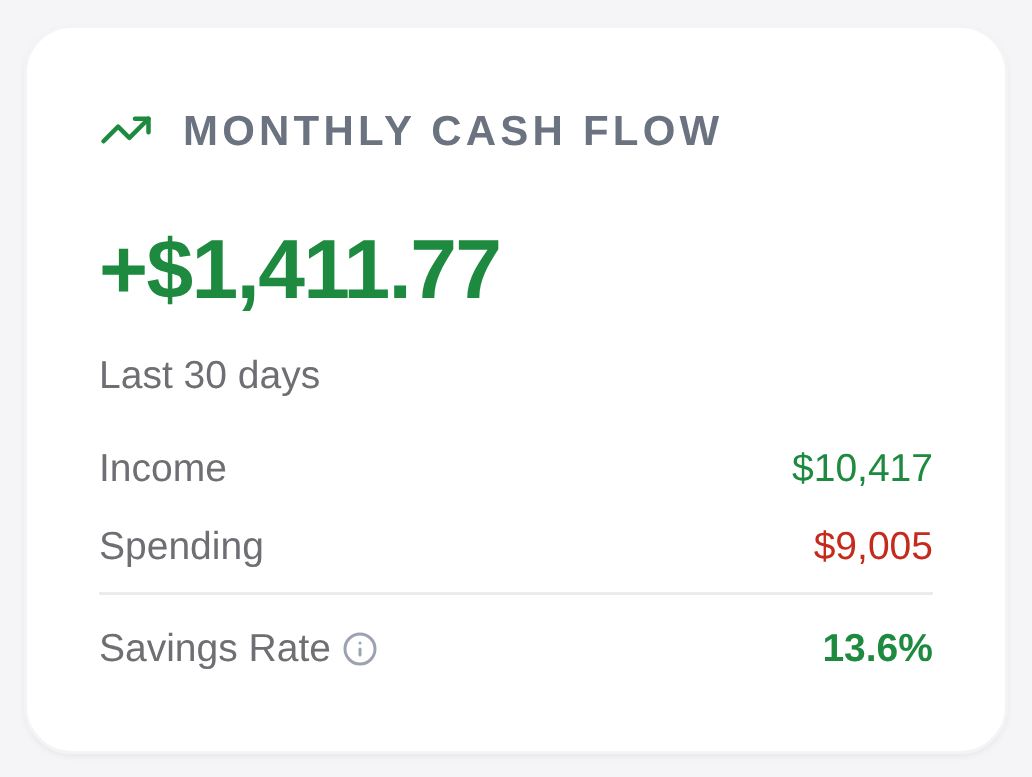 MONTHLY CASH FLOW
+$1,411.77
Last 30 days
Income $10,417
Spending $9,005
Savings Rate 13.6%